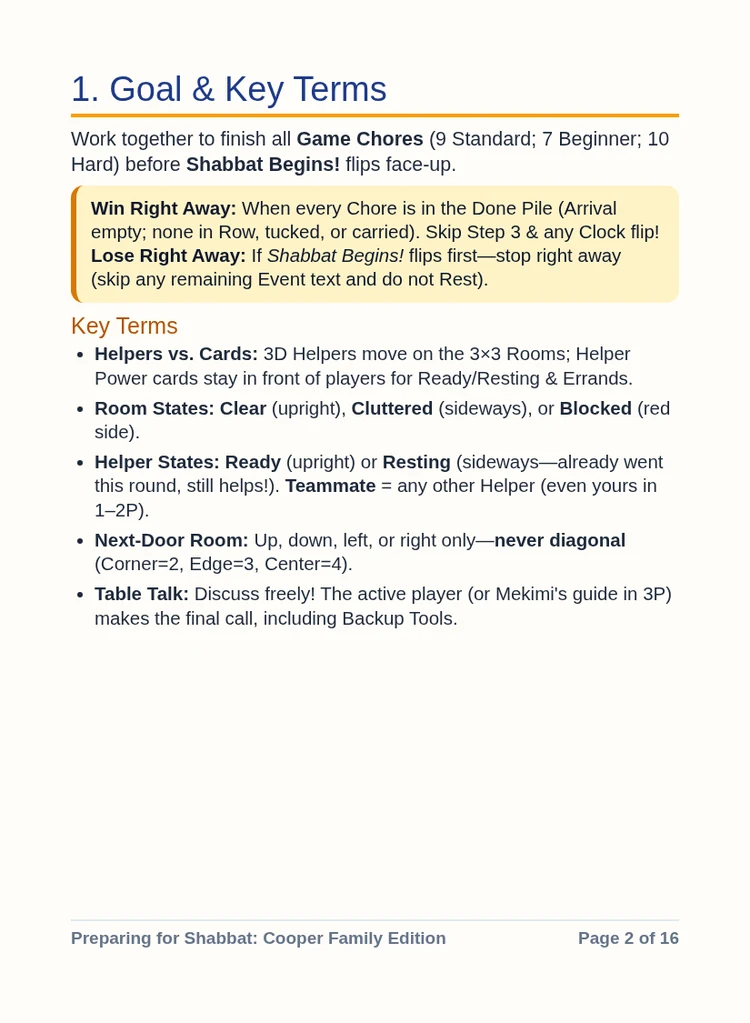 1. Goal & Key Terms
Work together to finish all Game Chores (9 Standard; 7 Beginner; 10
Hard) before Shabbat Begins! flips face-up.
Win Right Away: When every Chore is in the Done Pile (Arrival
empty; none in Row, tucked, or carried). Skip Step 3 & any Clock flip!
Lose Right Away: If Shabbat Begins! flips first—stop right away
(skip any remaining Event text and do not Rest).
Key Terms
• Helpers vs. Cards: 3D Helpers move on the 3×3 Rooms; Helper
Power cards stay in front of players for Ready/Resting & Errands.
• Room States: Clear (upright), Cluttered (sideways), or Blocked (red
side).
• Helper States: Ready (upright) or Resting (sideways—already went
this round, still helps!). Teammate = any other Helper (even yours in
1–2P).
• Next-Door Room: Up, down, left, or right only—never diagonal
(Corner=2, Edge=3, Center=4).
• Table Talk: Discuss freely! The active player (or Mekimi's guide in 3P)
makes the final call, including Backup Tools.
Preparing for Shabbat: Cooper Family Edition
Page 2 of 16